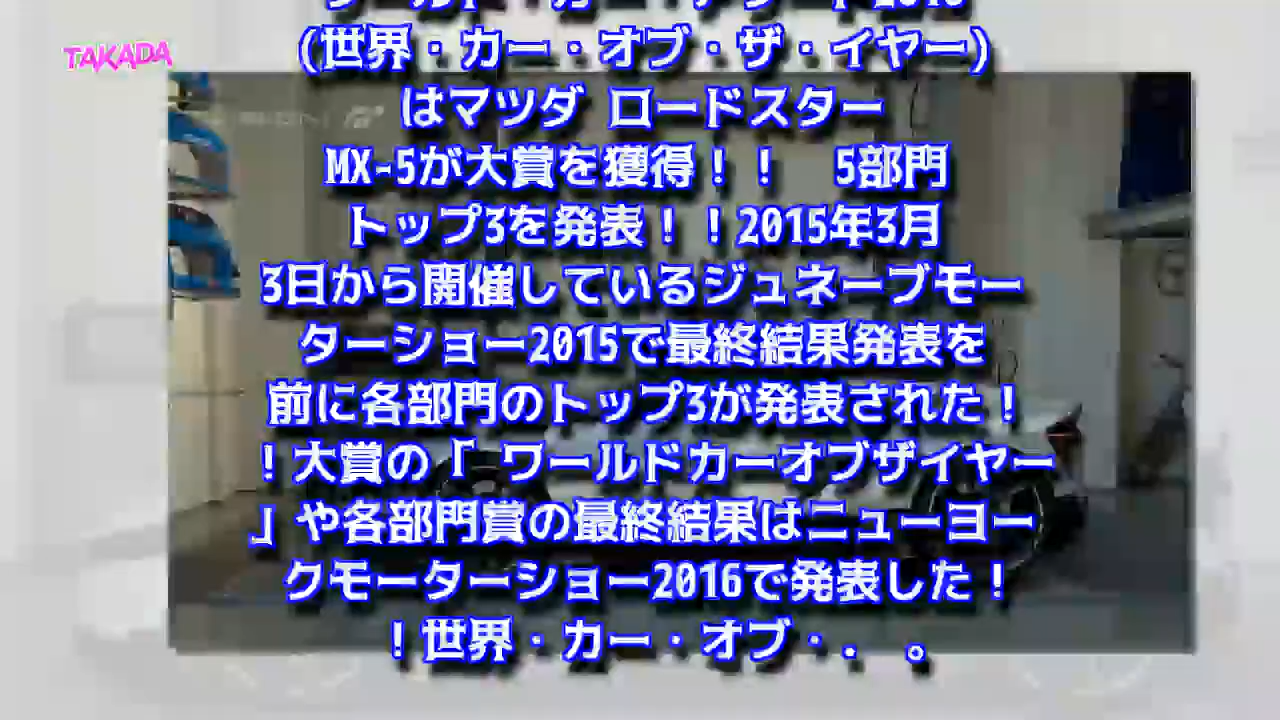 TAKADA
(世界・カー・オブ・ザ・イヤー)
はマツダ ロードスター
MX-5が大賞を獲得！！　5部門
トップ3を発表！！2015年3月
3日から開催しているジュネーブモー
ターショー2015で最終結果発表を
前に各部門のトップ3が発表された！
！大賞の「 ワールドカーオブザイヤー
」や各部門賞の最終結果はニューヨー
クモーターショー2016で発表した！
！世界・カー・オブ・． 。